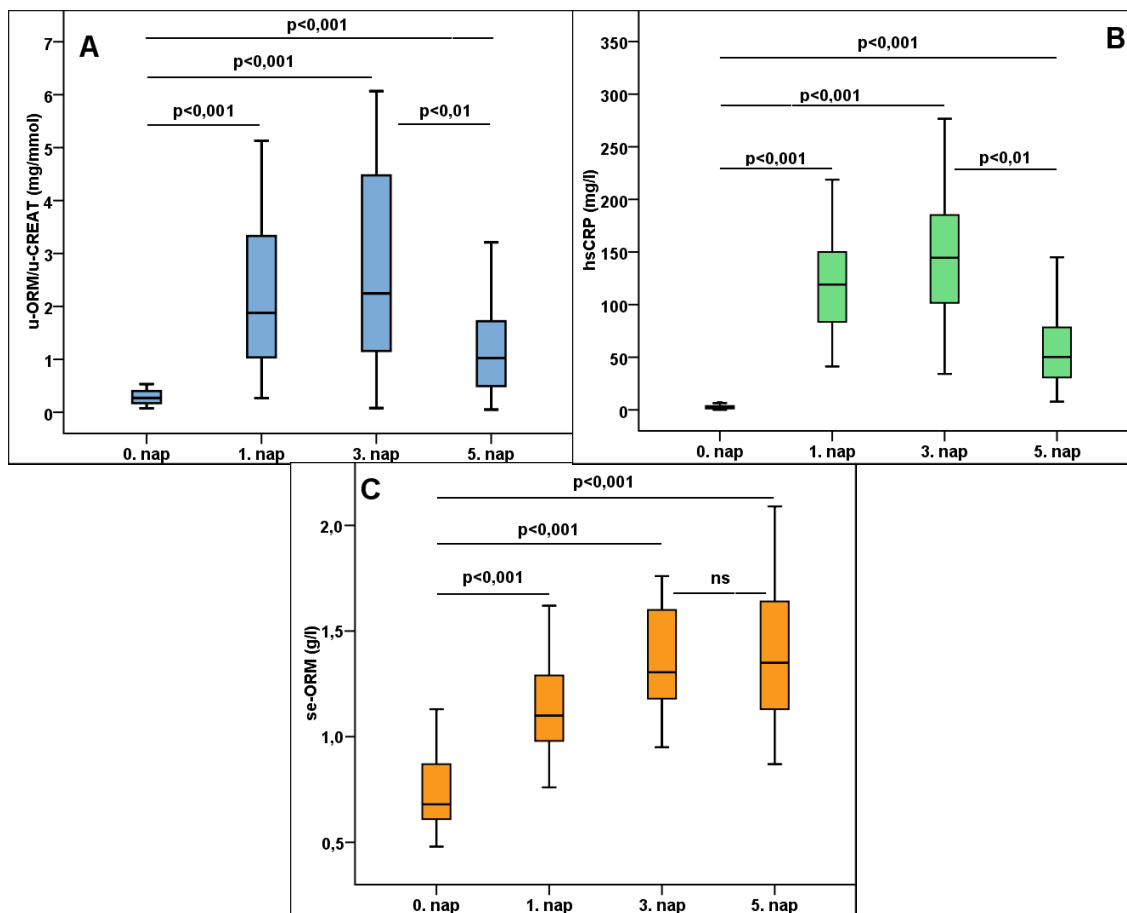 A
p<0,001
p<0,001
p<0,001
p<0,01
u-ORM/u-CREAT (mg/mmol)
7
6
5
4
3
2
1
0
0. nap
1. nap
3. nap
5. nap
B
p<0,001
p<0,001
p<0,001
p<0,01
hsCRP (mg/l)
350
300
250
200
150
100
50
0
0. nap
1. nap
3. nap
5. nap
C
p<0,001
p<0,001
p<0,001
ns
se-ORM (g/l)
2,0
1,5
1,0
0,5
0. nap
1. nap
3. nap
5. nap